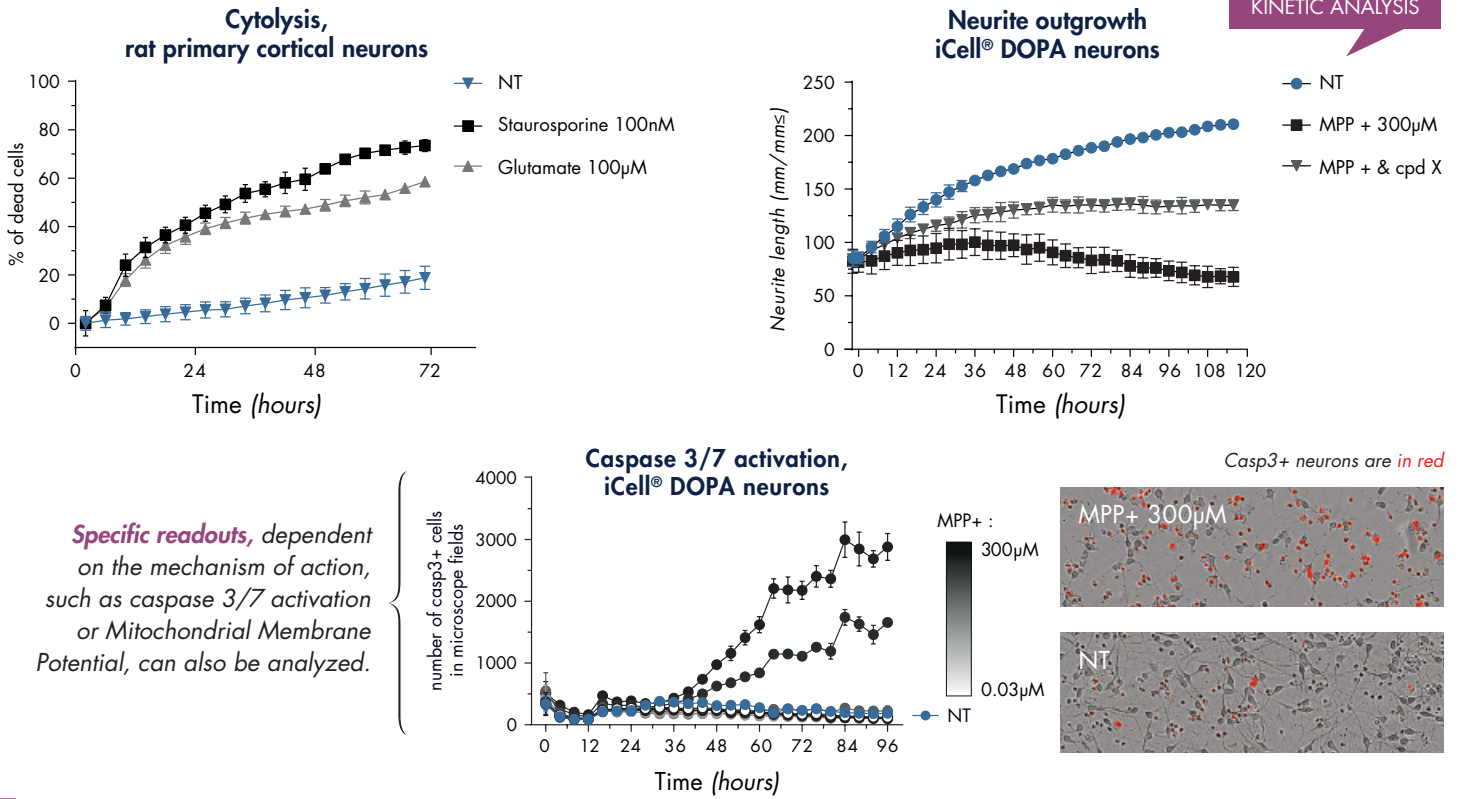 KINETIC ANALYSIS
Cytolysis,
rat primary cortical neurons
% of dead cells
100
80
60
40
20
0
0 24 48 72
Time (hours)
NT
Staurosporine 100nM
Glutamate 100µM
Neurite outgrowth
iCell® DOPA neurons
Neurite length (mm/mm≤)
250
200
150
100
50
0
0 12 24 36 48 60 72 84 96 108 120
Time (hours)
NT
MPP + 300µM
MPP + & cpd X
Specific readouts, dependent
on the mechanism of action,
such as caspase 3/7 activation
or Mitochondrial Membrane
Potential, can also be analyzed.
Caspase 3/7 activation,
iCell® DOPA neurons
number of casp3+ cells
in microscope fields
4000
3000
2000
1000
0
0 12 24 36 48 60 72 84 96
Time (hours)
MPP+ :
300µM
0.03µM
NT
Casp3+ neurons are in red
MPP+ 300µM
NT